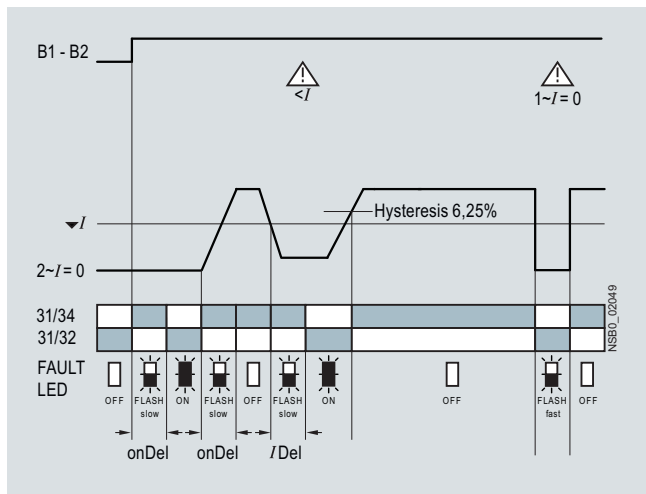 B1 - B2
<I
1~I= 0
Hysteresis 6,25%
I
2~I= 0
31/34
31/32
NSB0_02049
FAULT
LED
OFF
FLASH
slow
ON
FLASH
slow
OFF
FLASH
slow
ON
OFF
FLASH
fast
OFF
onDel
onDel
I Del